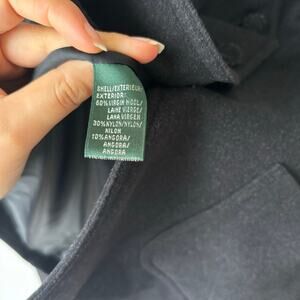 SHELL/EXTERIEUR/
EXTERIOR:
60%VIRGIN WOOL/
LAINE VIERGE/
LANA VIRGEN
30%NYLON/NYLON/
NILON
10%ANGORA/
ANGORA/
ANGORA